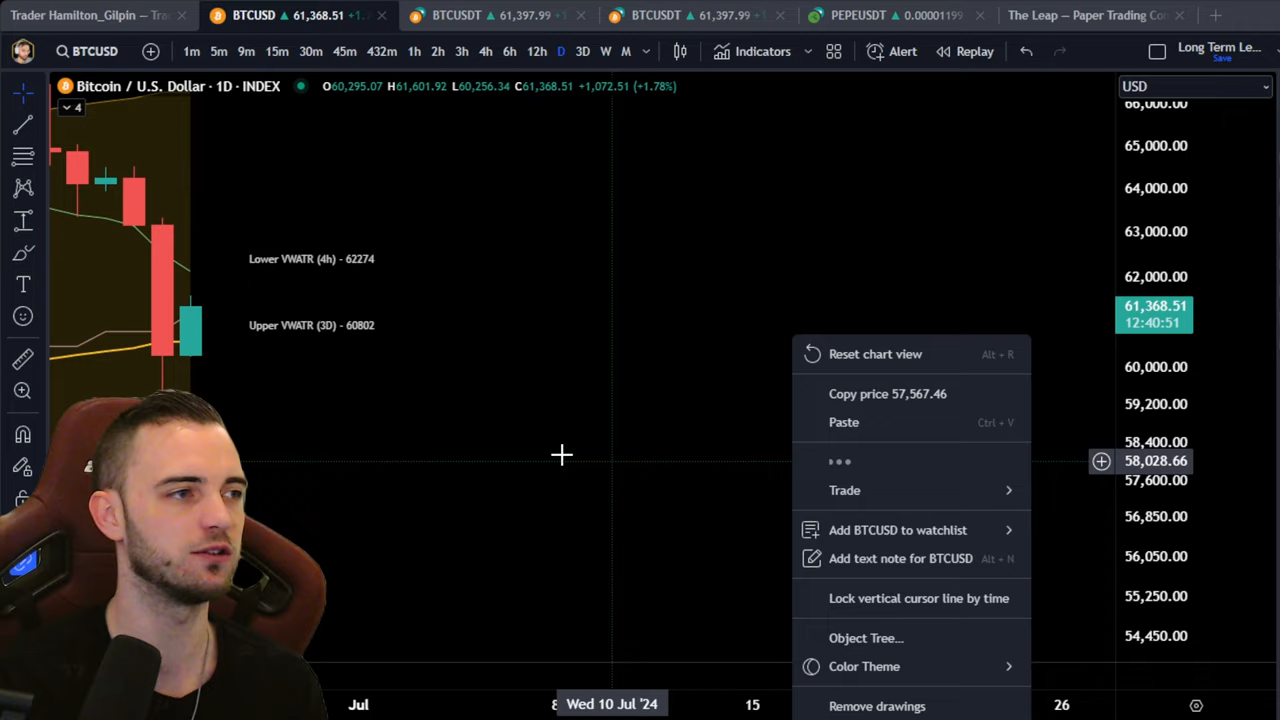 Trader Hamilton_Gilpin — Tra
BTCUSD 61,368.51 +1.
BTCUSDT 61,397.99 +
BTCUSDT 61,397.99 +
PEPEUSDT 0.00001199
The Leap — Paper Trading Co
BTCUSD
1m 5m 9m 15m 30m 45m 432m 1h 2h 3h 4h 6h 12h D 3D W M
Indicators
Alert
Replay
Long Term Le...
Save
Bitcoin / U.S. Dollar · 1D · INDEX
O60,295.07 H61,601.92 L60,256.34 C61,368.51 +1,072.51 (+1.78%)
USD
4
66,000.00
65,000.00
64,000.00
63,000.00
62,000.00
61,368.51
12:40:51
60,000.00
59,200.00
58,400.00
58,028.66
57,600.00
56,850.00
56,050.00
55,250.00
54,450.00
Lower VWATR (4h) - 62274
Upper VWATR (3D) - 60802
Reset chart view Alt + R
Copy price 57,567.46
Paste Ctrl + V
Trade
Add BTCUSD to watchlist
Add text note for BTCUSD Alt + N
Lock vertical cursor line by time
Object Tree...
Color Theme
Remove drawings
Jul
8
Wed 10 Jul '24
15
26